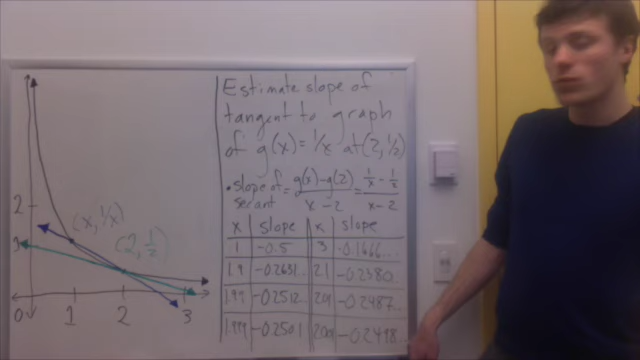 Estimate slope of
tangent to graph
of g(x)=1/x at (2,1/2)
• slope of secant = g(x)-g(2) / x-2 = 1/x - 1/2 / x-2
x slope x slope
1 -0.5 3 -0.1666...
1.9 -0.2631... 2.1 -0.2380...
1.99 -0.2512... 2.01 -0.2487...
1.999 -0.2501 2.001 -0.2498...
(x,1/x)
(2,1/2)
2
0 1 2 3